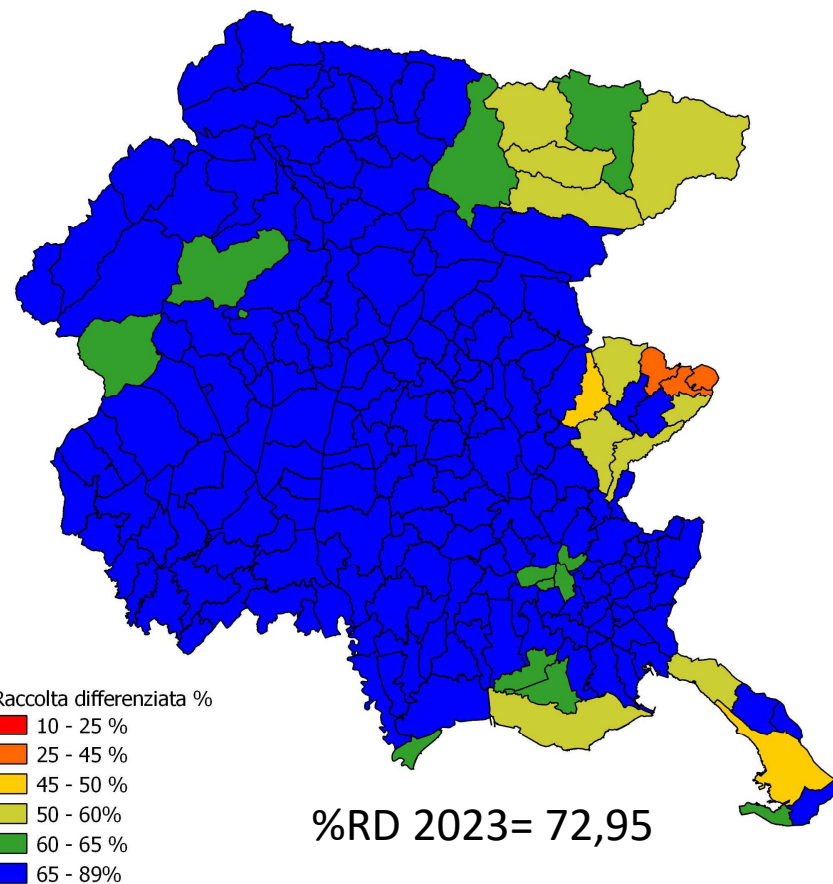 Raccolta differenziata %
10 - 25 %
25 - 45 %
45 - 50 %
50 - 60%
60 - 65 %
65 - 89%
%RD 2023= 72,95